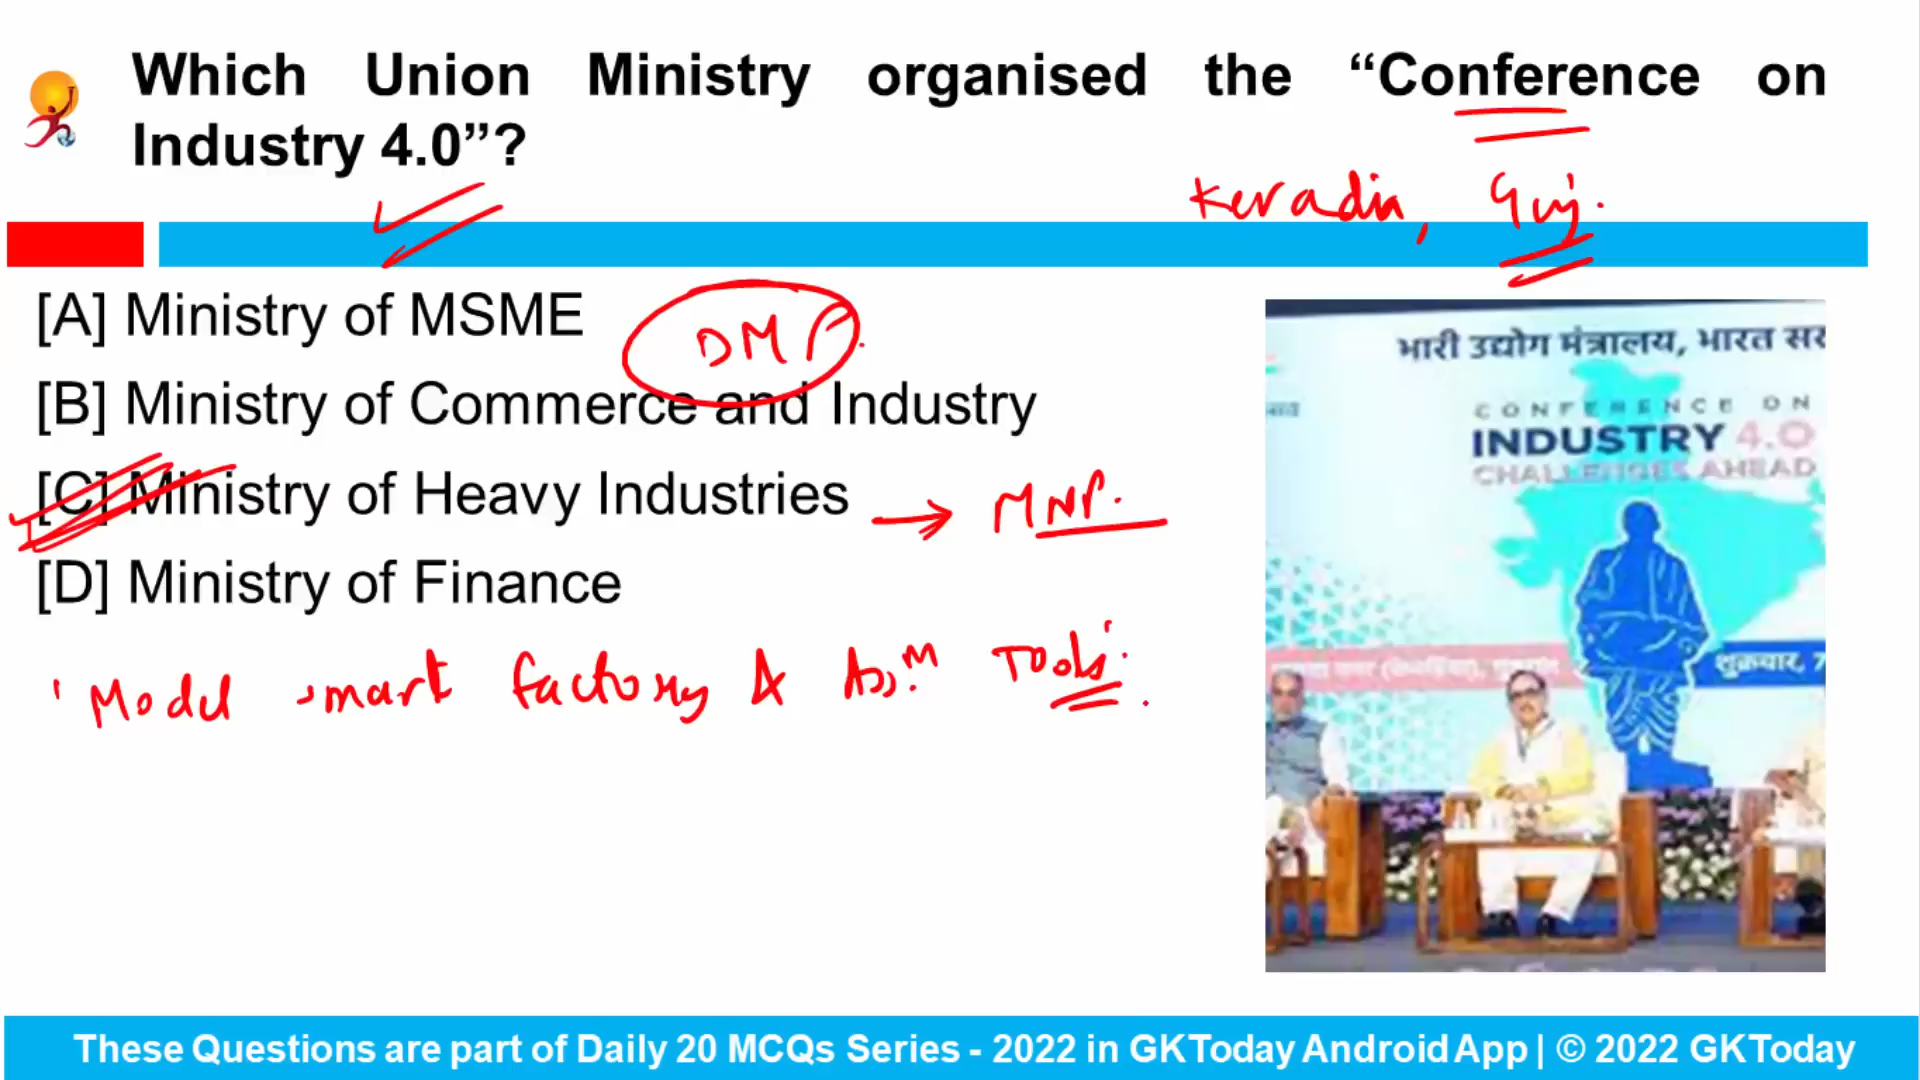 Which Union Ministry organised the “Conference on
Industry 4.0”?
Keradia, Guj.
[A] Ministry of MSME
DMP.
[B] Ministry of Commerce and Industry
[C] Ministry of Heavy Industries → MNP.
[D] Ministry of Finance
'Model smart factory & Ass.M Tools'.
भारी उद्योग मंत्रालय, भारत सर
CONFERENCE ON
INDUSTRY 4.0
CHALLENGES AHEAD
शुक्रवार, 7
These Questions are part of Daily 20 MCQs Series - 2022 in GKToday Android App | © 2022 GKToday